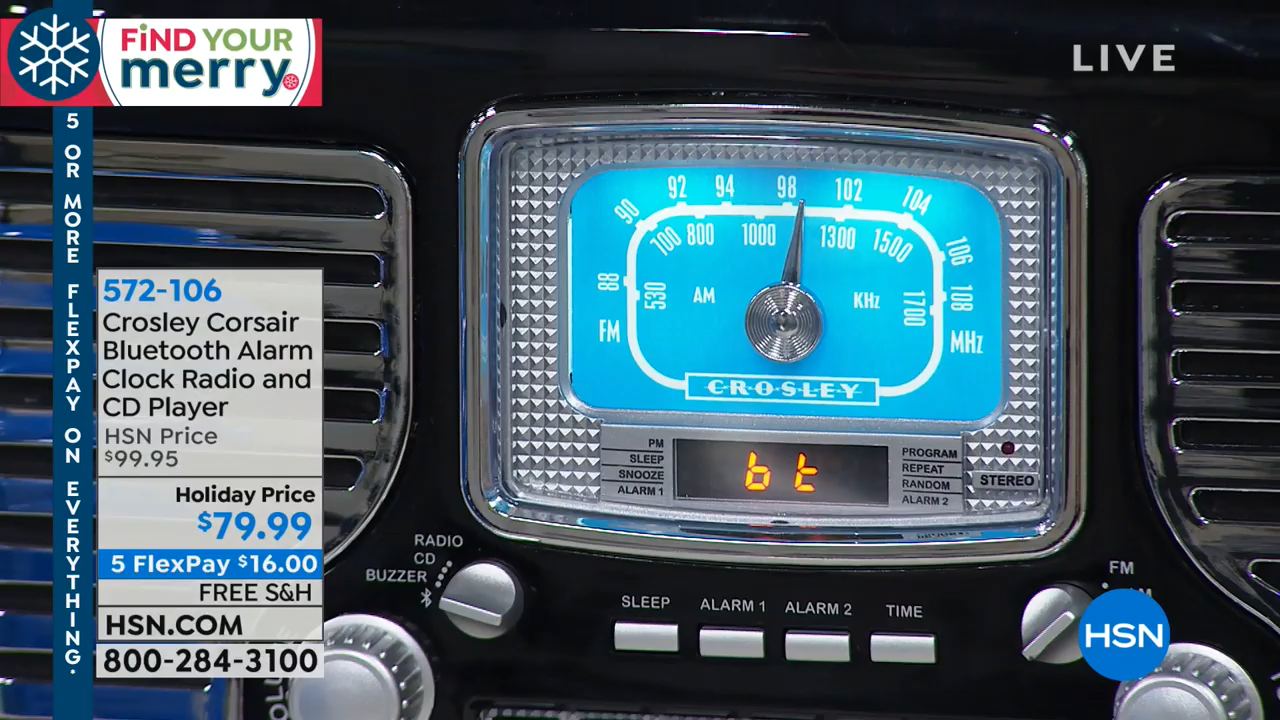 FiND YOUR
merry
LIVE
5 OR MORE FLEXPAY ON EVERYTHING.
572-106
Crosley Corsair
Bluetooth Alarm
Clock Radio and
CD Player
HSN Price
$99.95
Holiday Price
$79.99
5 FlexPay $16.00
FREE S&H
HSN.COM
800-284-3100
90 92 94 98 102 104 106 108
88
530 700 800 1000 1300 1500 1700
AM KHz
FM MHz
CROSLEY
PM
SLEEP
SNOOZE
ALARM 1
bt
PROGRAM
REPEAT
RANDOM
ALARM 2
STEREO
RADIO
CD
BUZZER
SLEEP ALARM 1 ALARM 2 TIME
FM
HSN